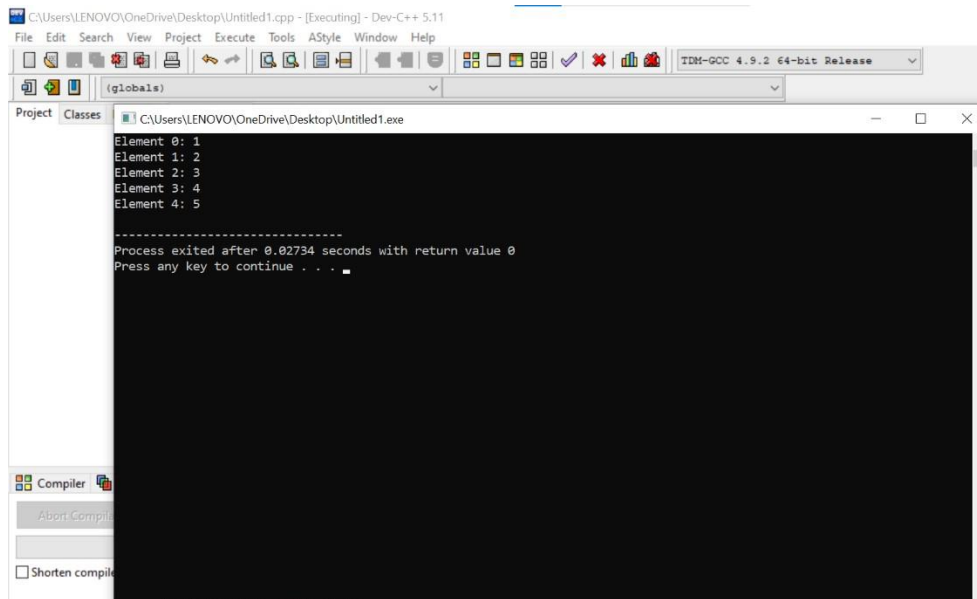 C:\Users\LENOVO\OneDrive\Desktop\Untitled1.cpp - [Executing] - Dev-C++ 5.11
File Edit Search View Project Execute Tools AStyle Window Help
TDM-GCC 4.9.2 64-bit Release
(globals)
Project Classes
C:\Users\LENOVO\OneDrive\Desktop\Untitled1.exe
Element 0: 1
Element 1: 2
Element 2: 3
Element 3: 4
Element 4: 5
--------------------------------
Process exited after 0.02734 seconds with return value 0
Press any key to continue . . .
Compiler
Abort Compil
Shorten compile